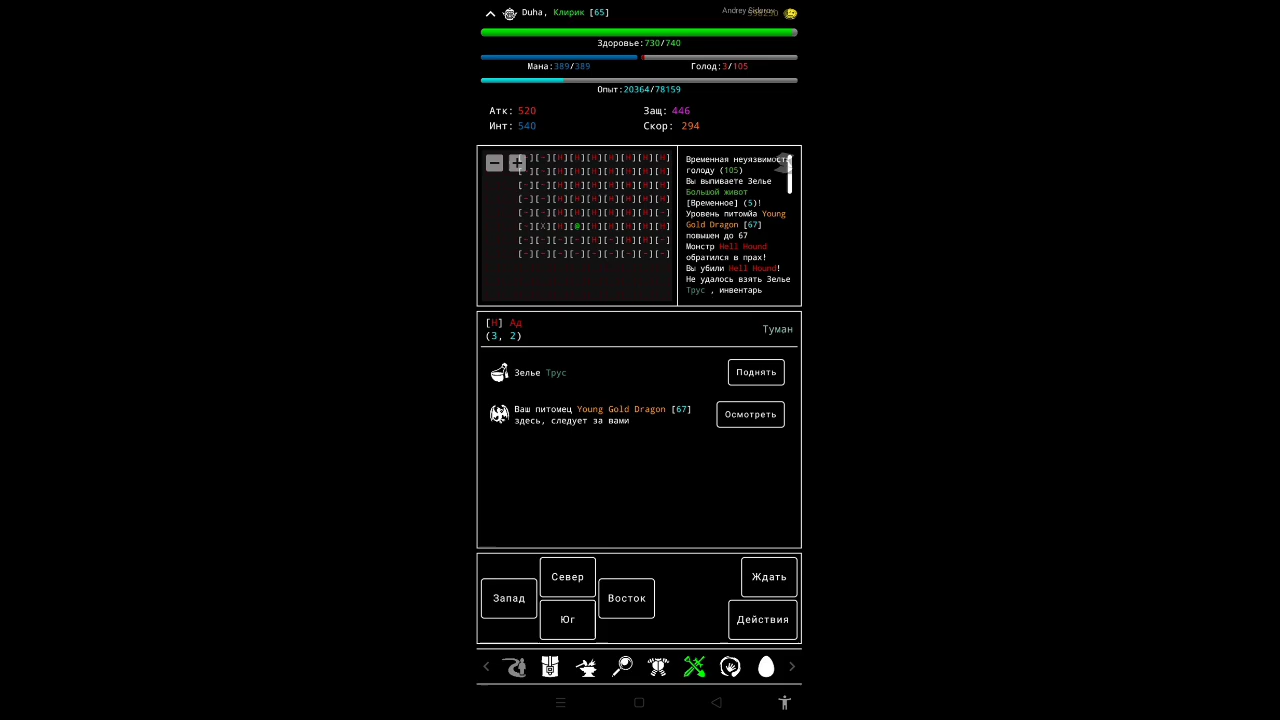 Duha, Клирик [65]
Andrey Sidorov
Здоровье:730/740
Мана:389/389
Голод:3/105
Опыт:20364/78159
Атк: 520
Защ: 446
Инт: 540
Скор: 294
− +
[-][H][H][H][H][H][H][H]
[-][-][H][H][H][H][H][H][H]
[-][-][H][H][H][H][H][H][H]
[-][-][H][H][H][H][H][H][H]
[-][-][H][H][H][H][H][H][-]
[-][X][H][@][H][H][H][H][H]
[-][-][-][-][H][-][H][H][-]
[-][-][-][-][-][-][-][-][-]
Временная неуязвимость
голоду (105)
Вы выпиваете Зелье
Большой живот
[Временное] (5)!
Уровень питомца Young
Gold Dragon [67]
повышен до 67
Монстр Hell Hound
обратился в прах!
Вы убили Hell Hound!
Не удалось взять Зелье
Трус , инвентарь
[H] Ад
(3, 2)
Туман
Зелье Трус
Поднять
Ваш питомец Young Gold Dragon [67]
здесь, следует за вами
Осмотреть
Запад
Север
Юг
Восток
Ждать
Действия